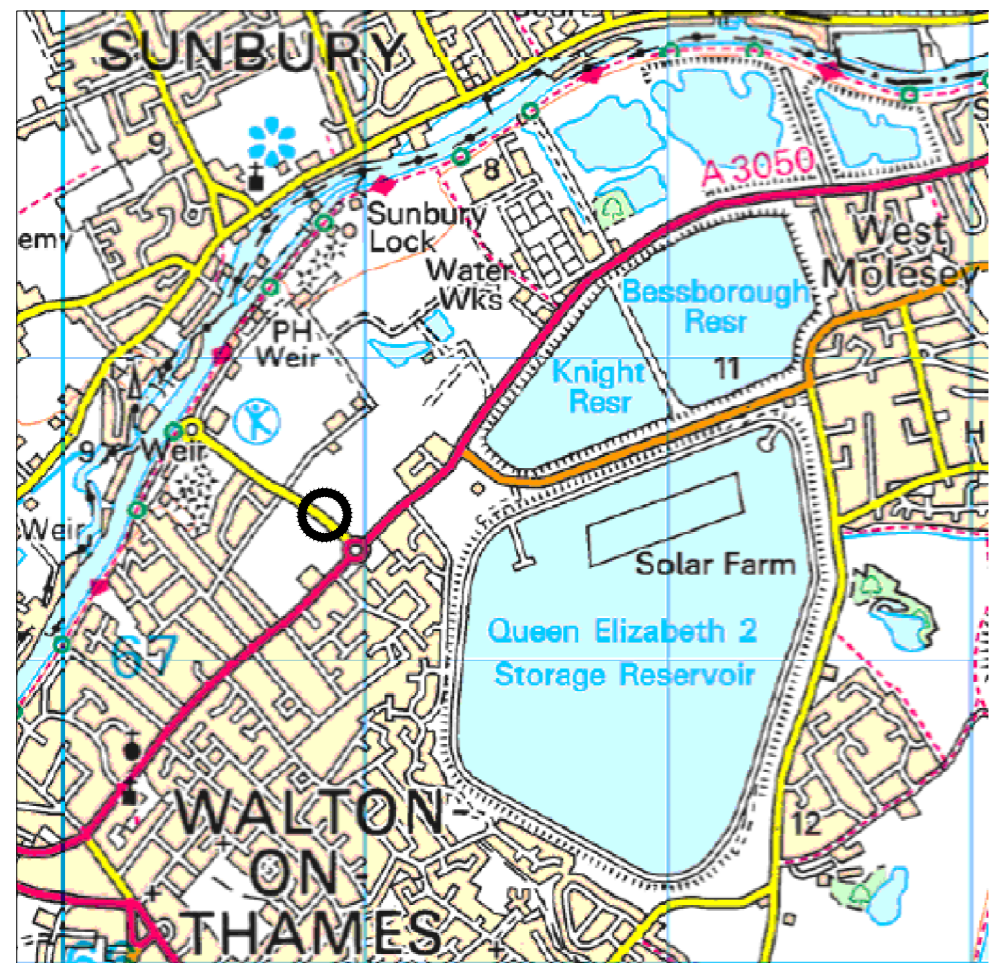 SUNBURY
9
8
A 3050
Sunbury
Lock
West
Molesey
Water
Wks
Bessborough
Resr
PH
Weir
11
Knight
Resr
9
Weir
H
Weir
Solar Farm
Queen Elizabeth 2
Storage Reservoir
67
WALTON
ON
THAMES
12